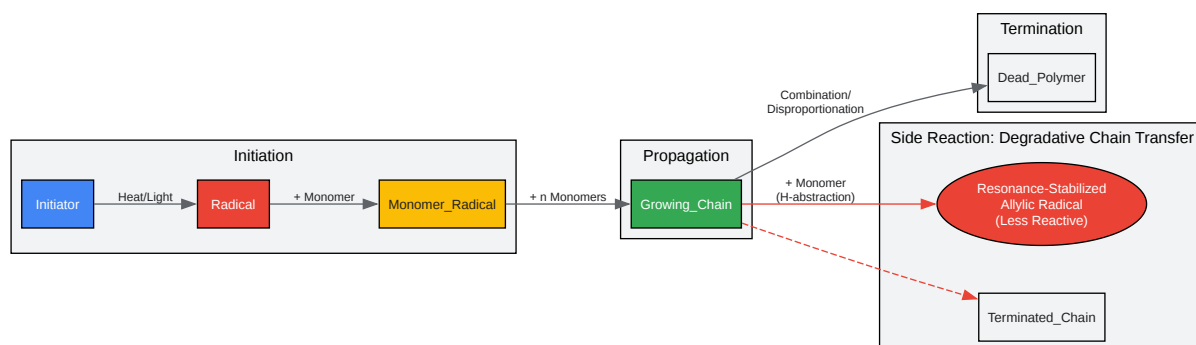 Initiation
Initiator
Heat/Light
Radical
+ Monomer
Monomer_Radical
+ n Monomers
Propagation
Growing_Chain
Combination/
Disproportionation
Termination
Dead_Polymer
+ Monomer
(H-abstraction)
Side Reaction: Degradative Chain Transfer
Resonance-Stabilized
Allylic Radical
(Less Reactive)
Terminated_Chain